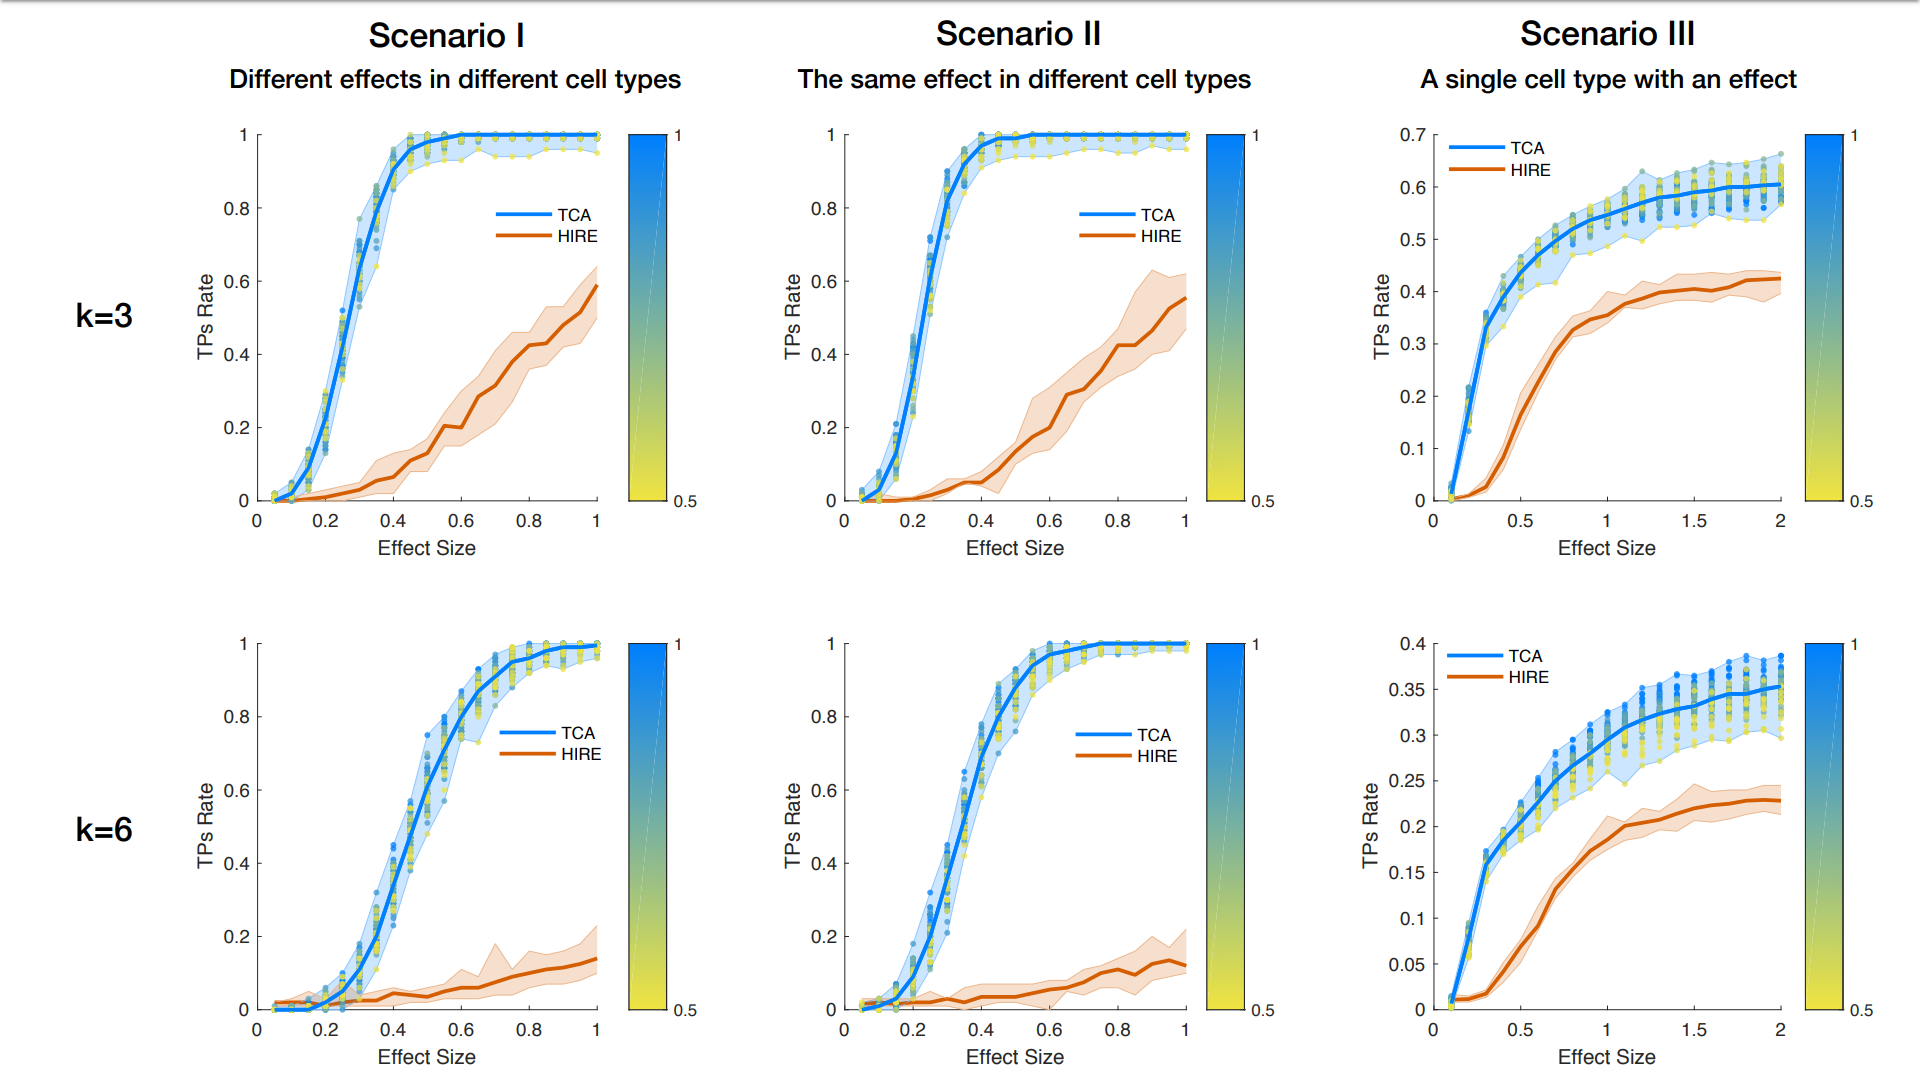 Scenario I
Scenario II
Scenario III
Different effects in different cell types
The same effect in different cell types
A single cell type with an effect
k=3
TPs Rate
1
0.8
0.6
0.4
0.2
0
0
0.2
0.4
0.6
0.8
1
Effect Size
TCA
HIRE
1
0.5
TPs Rate
1
0.8
0.6
0.4
0.2
0
0
0.2
0.4
0.6
0.8
1
Effect Size
TCA
HIRE
1
0.5
TPs Rate
0.7
0.6
0.5
0.4
0.3
0.2
0.1
0
0
0.5
1
1.5
2
Effect Size
TCA
HIRE
1
0.5
k=6
TPs Rate
1
0.8
0.6
0.4
0.2
0
0
0.2
0.4
0.6
0.8
1
Effect Size
TCA
HIRE
1
0.5
TPs Rate
1
0.8
0.6
0.4
0.2
0
0
0.2
0.4
0.6
0.8
1
Effect Size
TCA
HIRE
1
0.5
TPs Rate
0.4
0.35
0.3
0.25
0.2
0.15
0.1
0.05
0
0
0.5
1
1.5
2
Effect Size
TCA
HIRE
1
0.5